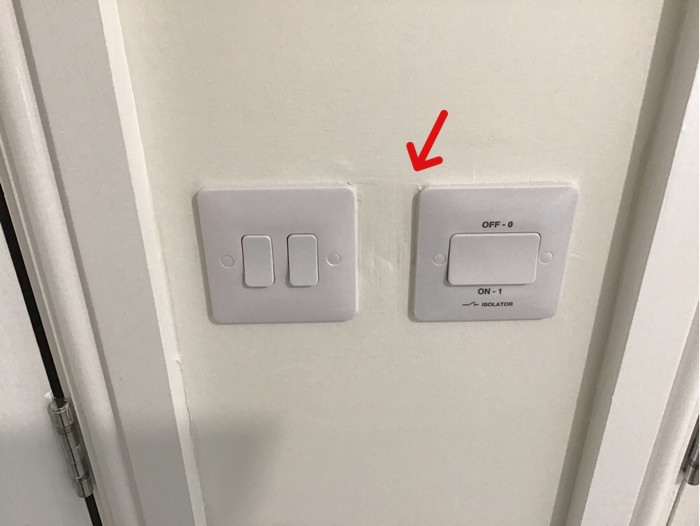 OFF - 0
ON - 1
ISOLATOR